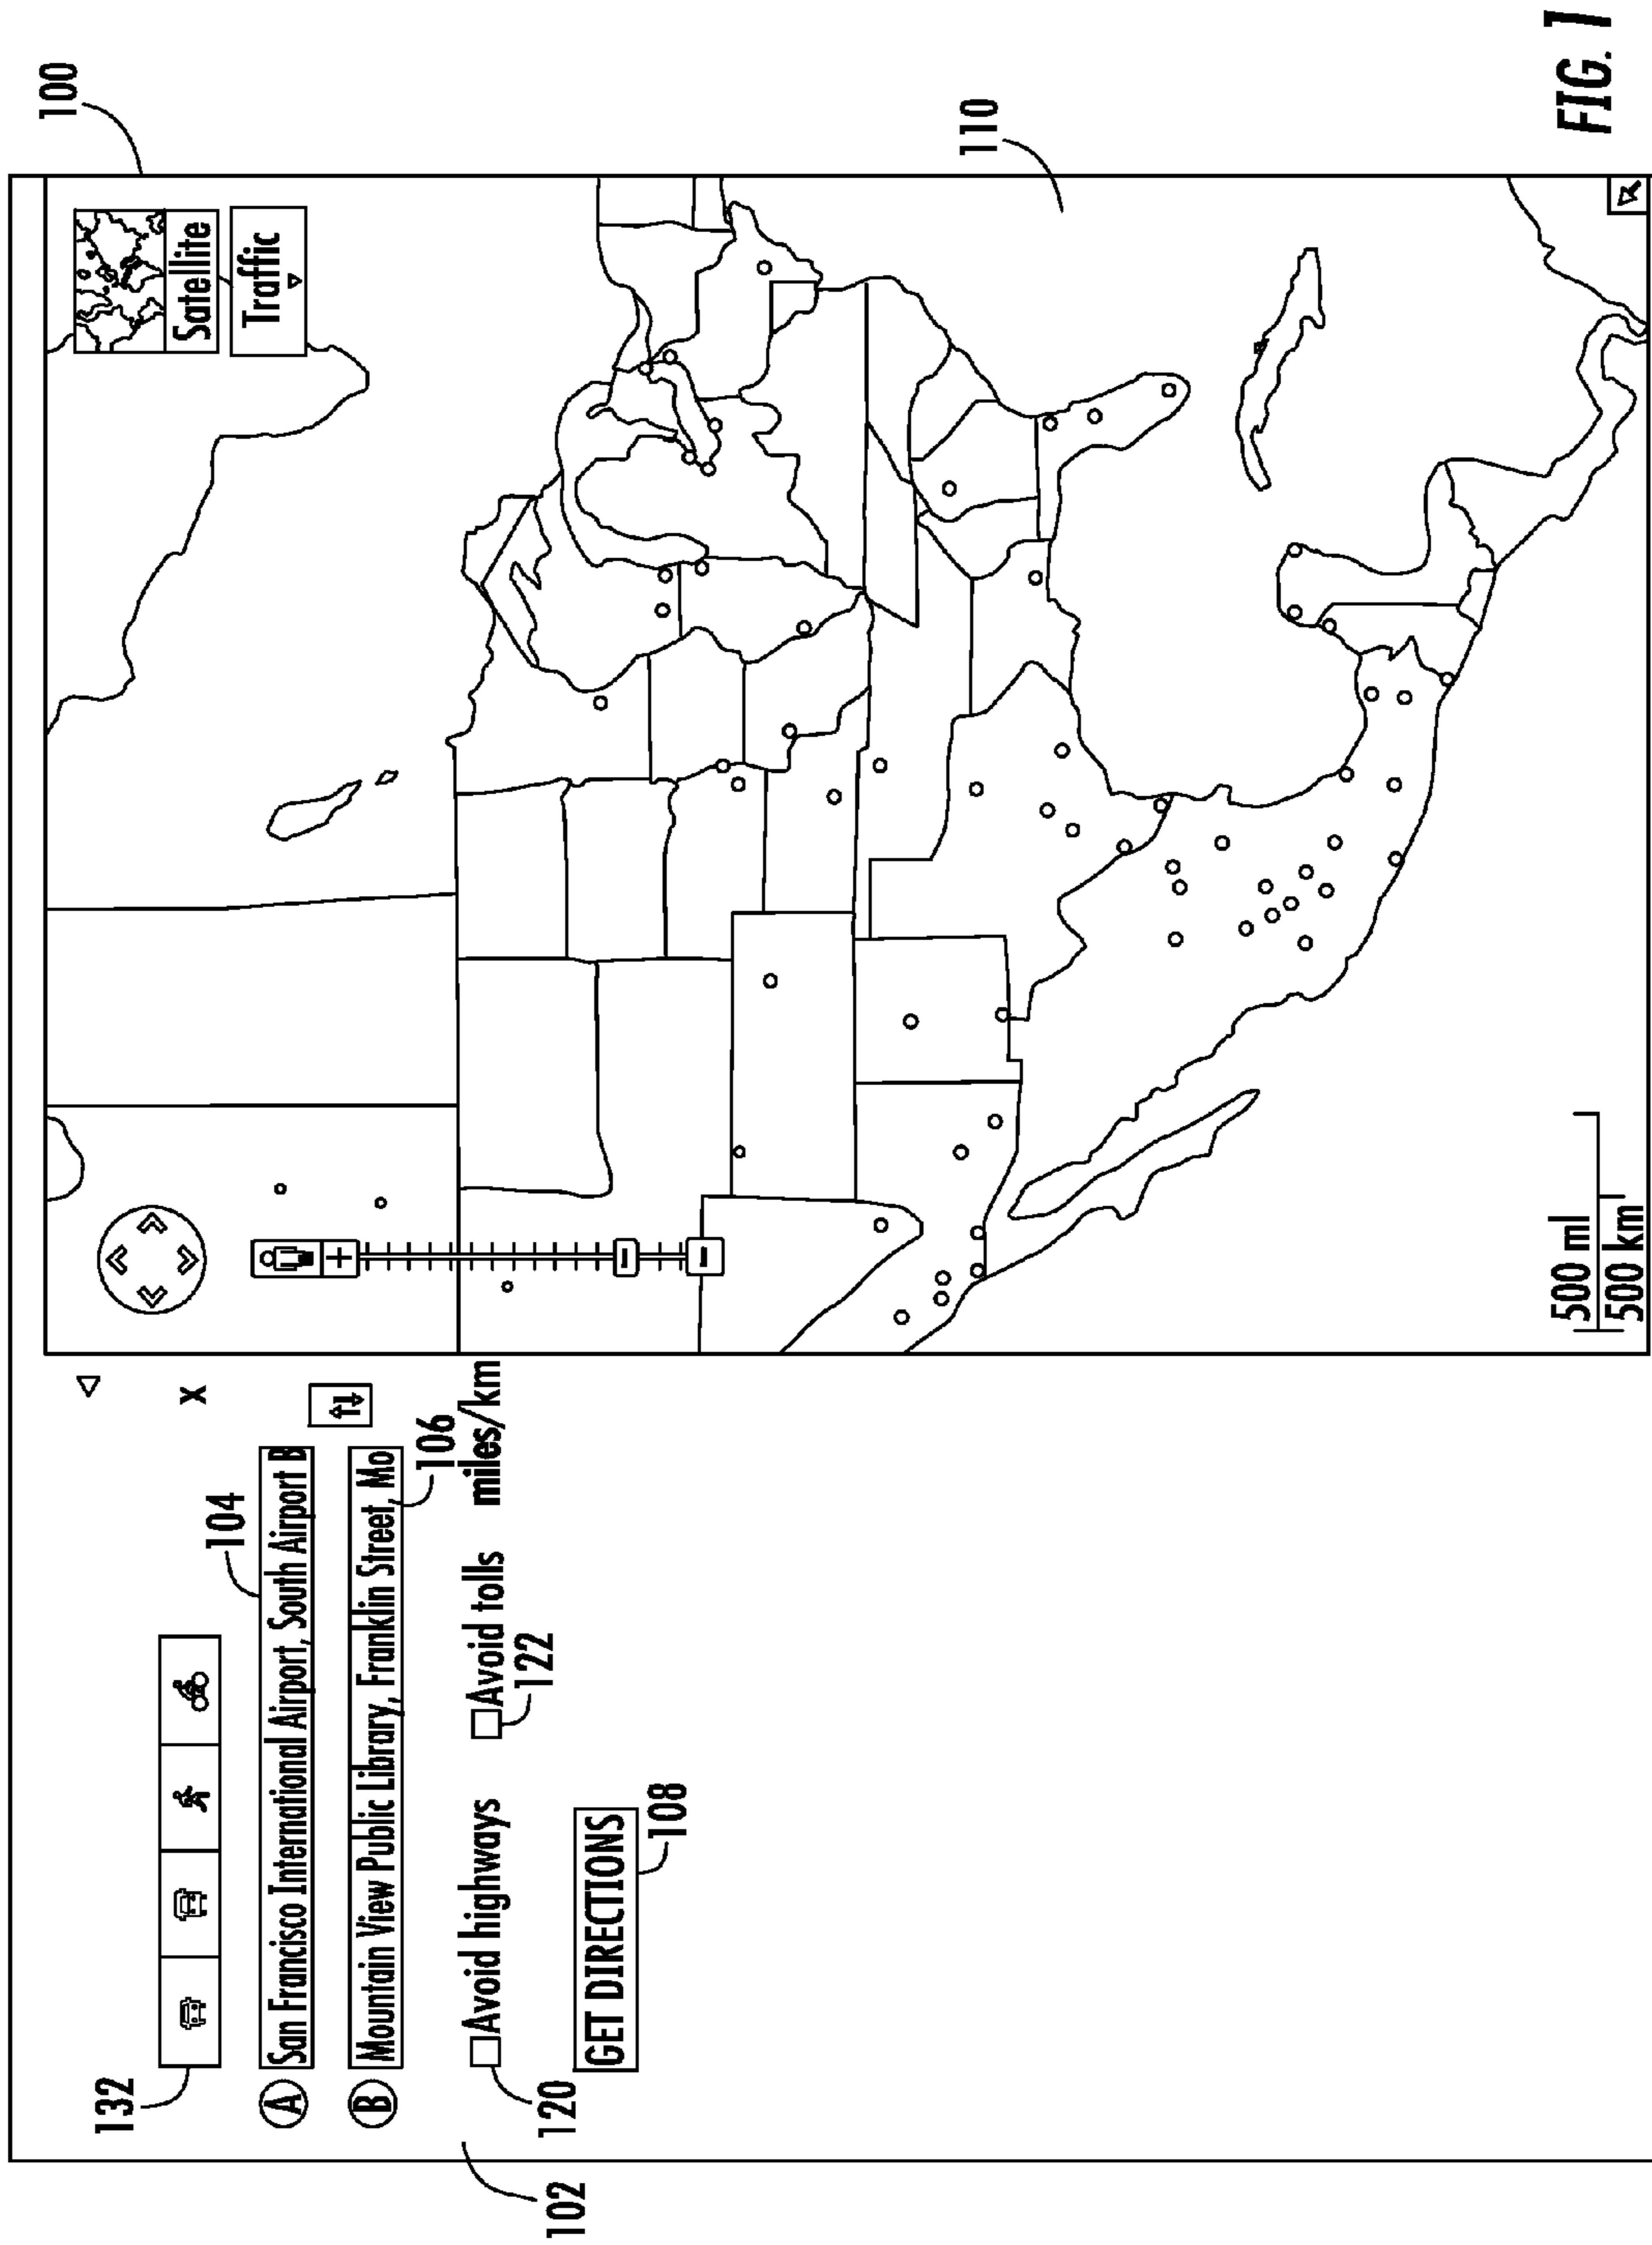 100
Satellite
Traffic
132
104
A San Francisco International Airport, South Airport B
x
B Mountain View Public Library, Franklin Street, Mo
106
Avoid highways Avoid tolls miles/km
120
122
102
GET DIRECTIONS
108
110
500 ml
500 km
FIG. 1